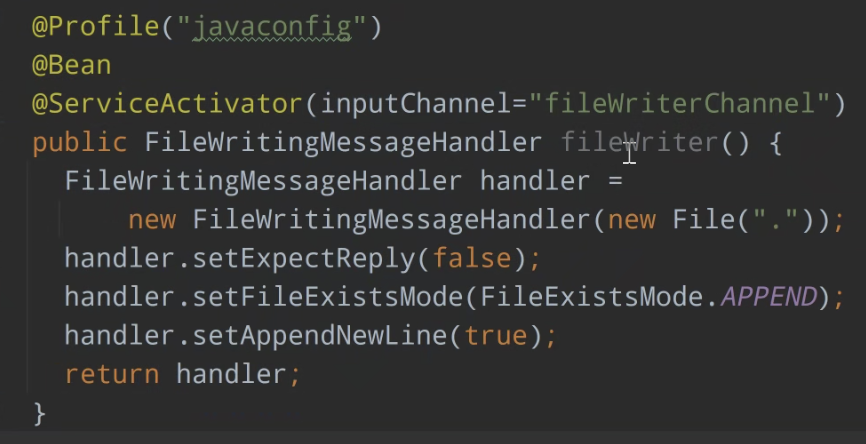 @Profile("javaconfig")
@Bean
@ServiceActivator(inputChannel="fileWriterChannel")
public FileWritingMessageHandler fileWriter() {
  FileWritingMessageHandler handler =
      new FileWritingMessageHandler(new File("."));
  handler.setExpectReply(false);
  handler.setFileExistsMode(FileExistsMode.APPEND);
  handler.setAppendNewLine(true);
  return handler;
}